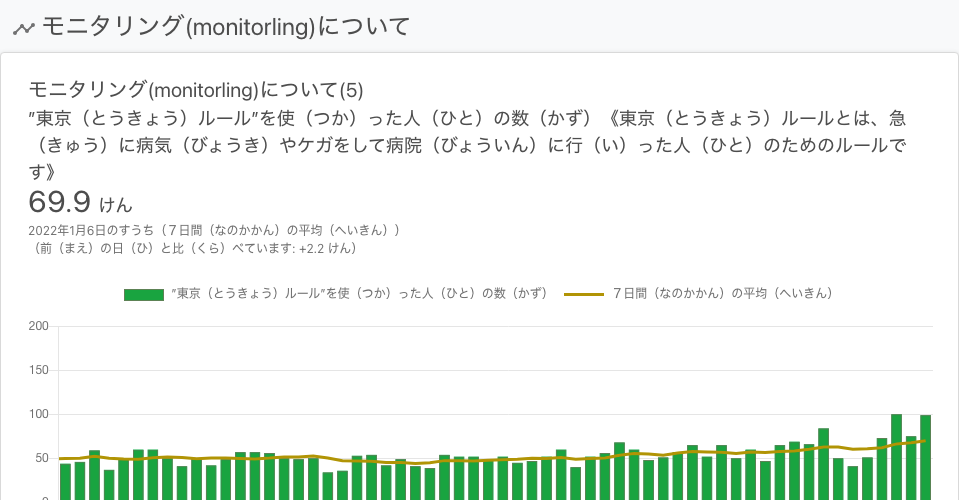 モニタリング(monitorling)について
モニタリング(monitorling)について(5)
”東京（とうきょう）ルール”を使（つか）った人（ひと）の数（かず）《東京（とうきょう）ルールとは、急
（きゅう）に病気（びょうき）やケガをして病院（びょういん）に行（い）った人（ひと）のためのルールで
す》
69.9 けん
2022年1月6日のすうち（７日間（なのかかん）の平均（へいきん））
（前（まえ）の日（ひ）と比（くら）べています: +2.2 けん）
”東京（とうきょう）ルール”を使（つか）った人（ひと）の数（かず） ７日間（なのかかん）の平均（へいきん）
200
150
100
50
0